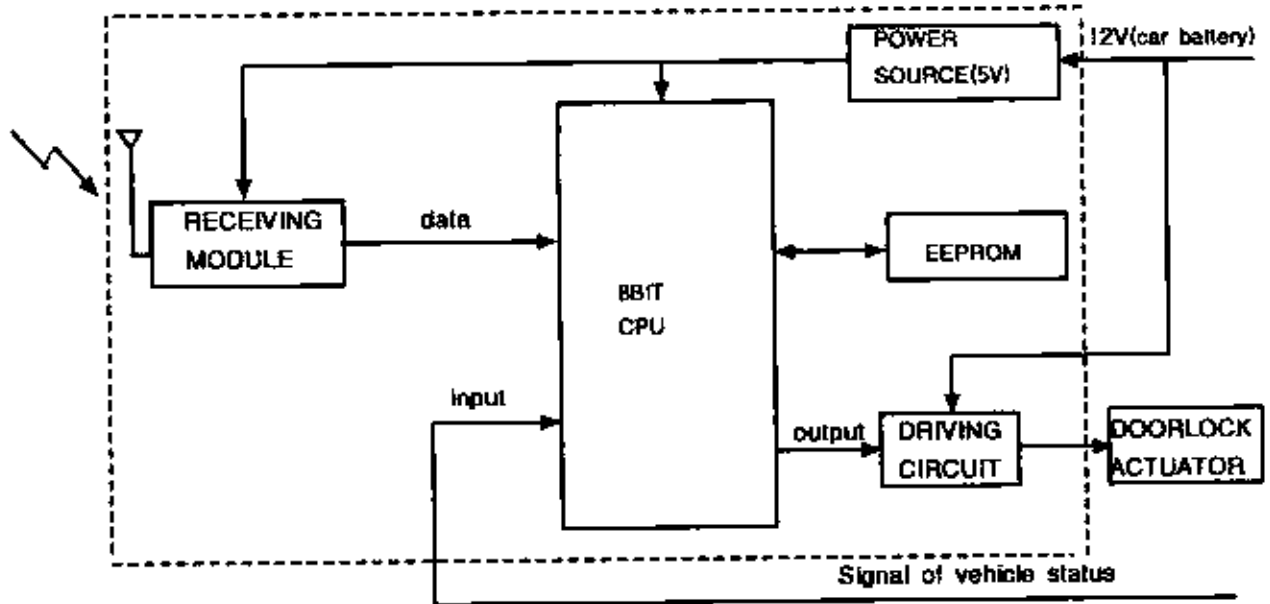 POWER
SOURCE(5V)
12V(car battery)
RECEIVING
MODULE
data
8BIT
CPU
EEPROM
input
output
DRIVING
CIRCUIT
DOORLOCK
ACTUATOR
Signal of vehicle status